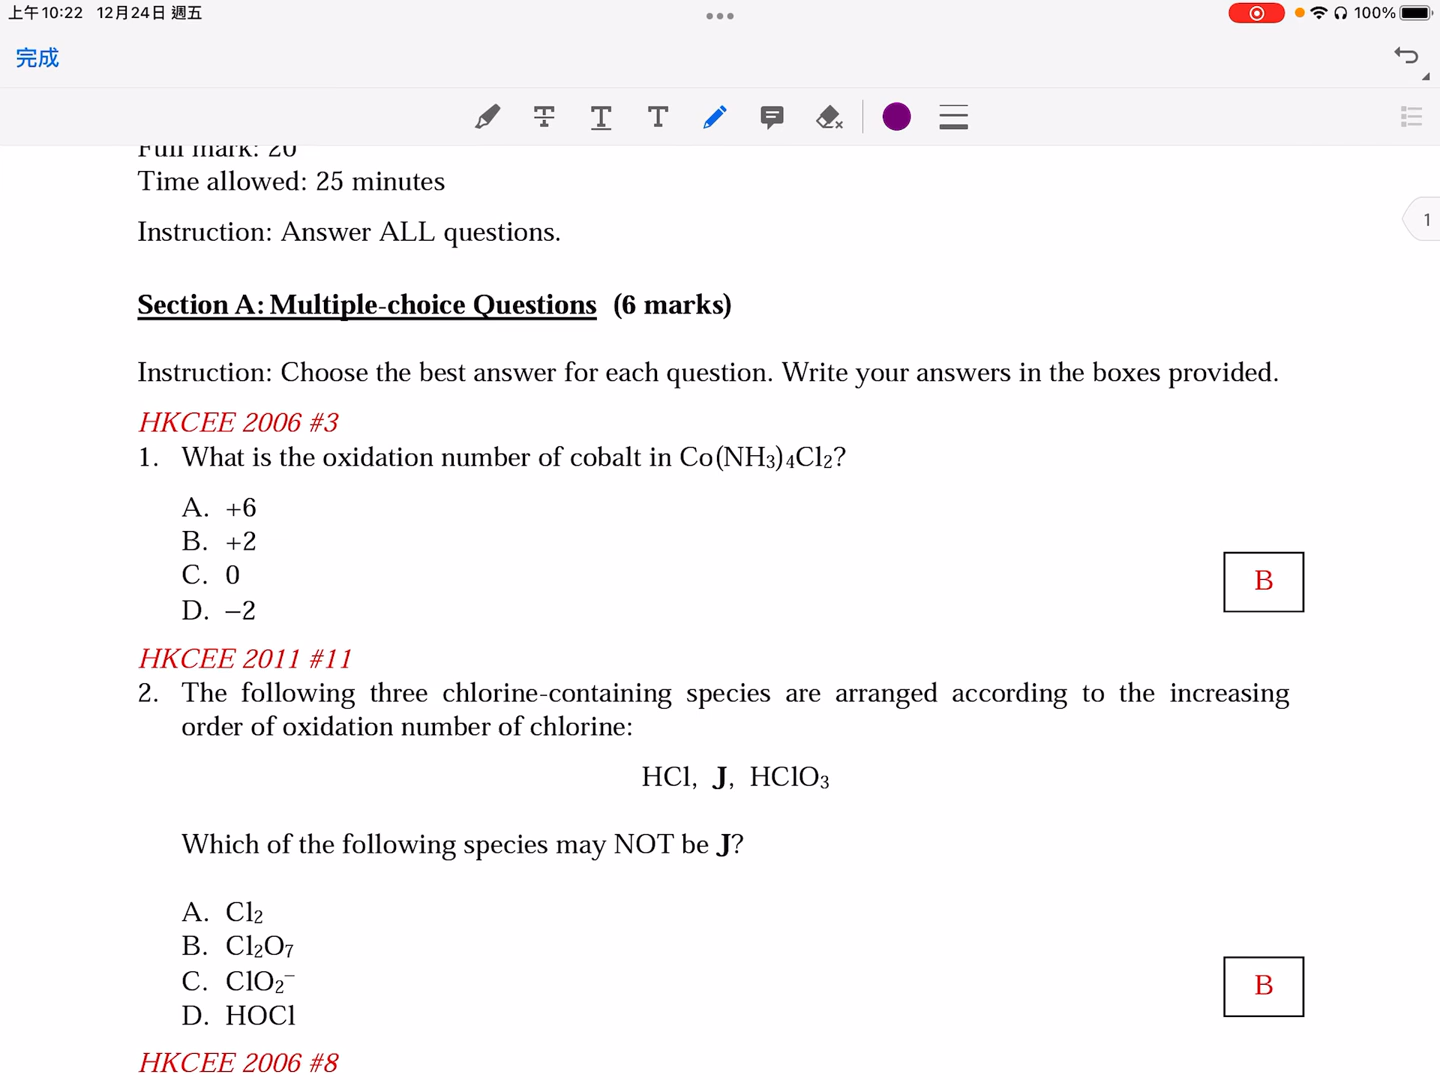 上午10:22 12月24日 週五
100%
完成
Full mark: 20
Time allowed: 25 minutes
1
Instruction: Answer ALL questions.
Section A: Multiple-choice Questions (6 marks)
Instruction: Choose the best answer for each question. Write your answers in the boxes provided.
HKCEE 2006 #3
1. What is the oxidation number of cobalt in Co(NH₃)₄Cl₂?
A. +6
B. +2
C. 0
D. –2
B
HKCEE 2011 #11
2. The following three chlorine-containing species are arranged according to the increasing
order of oxidation number of chlorine:
HCl, J, HClO₃
Which of the following species may NOT be J?
A. Cl₂
B. Cl₂O₇
C. ClO₂⁻
D. HOCl
B
HKCEE 2006 #8